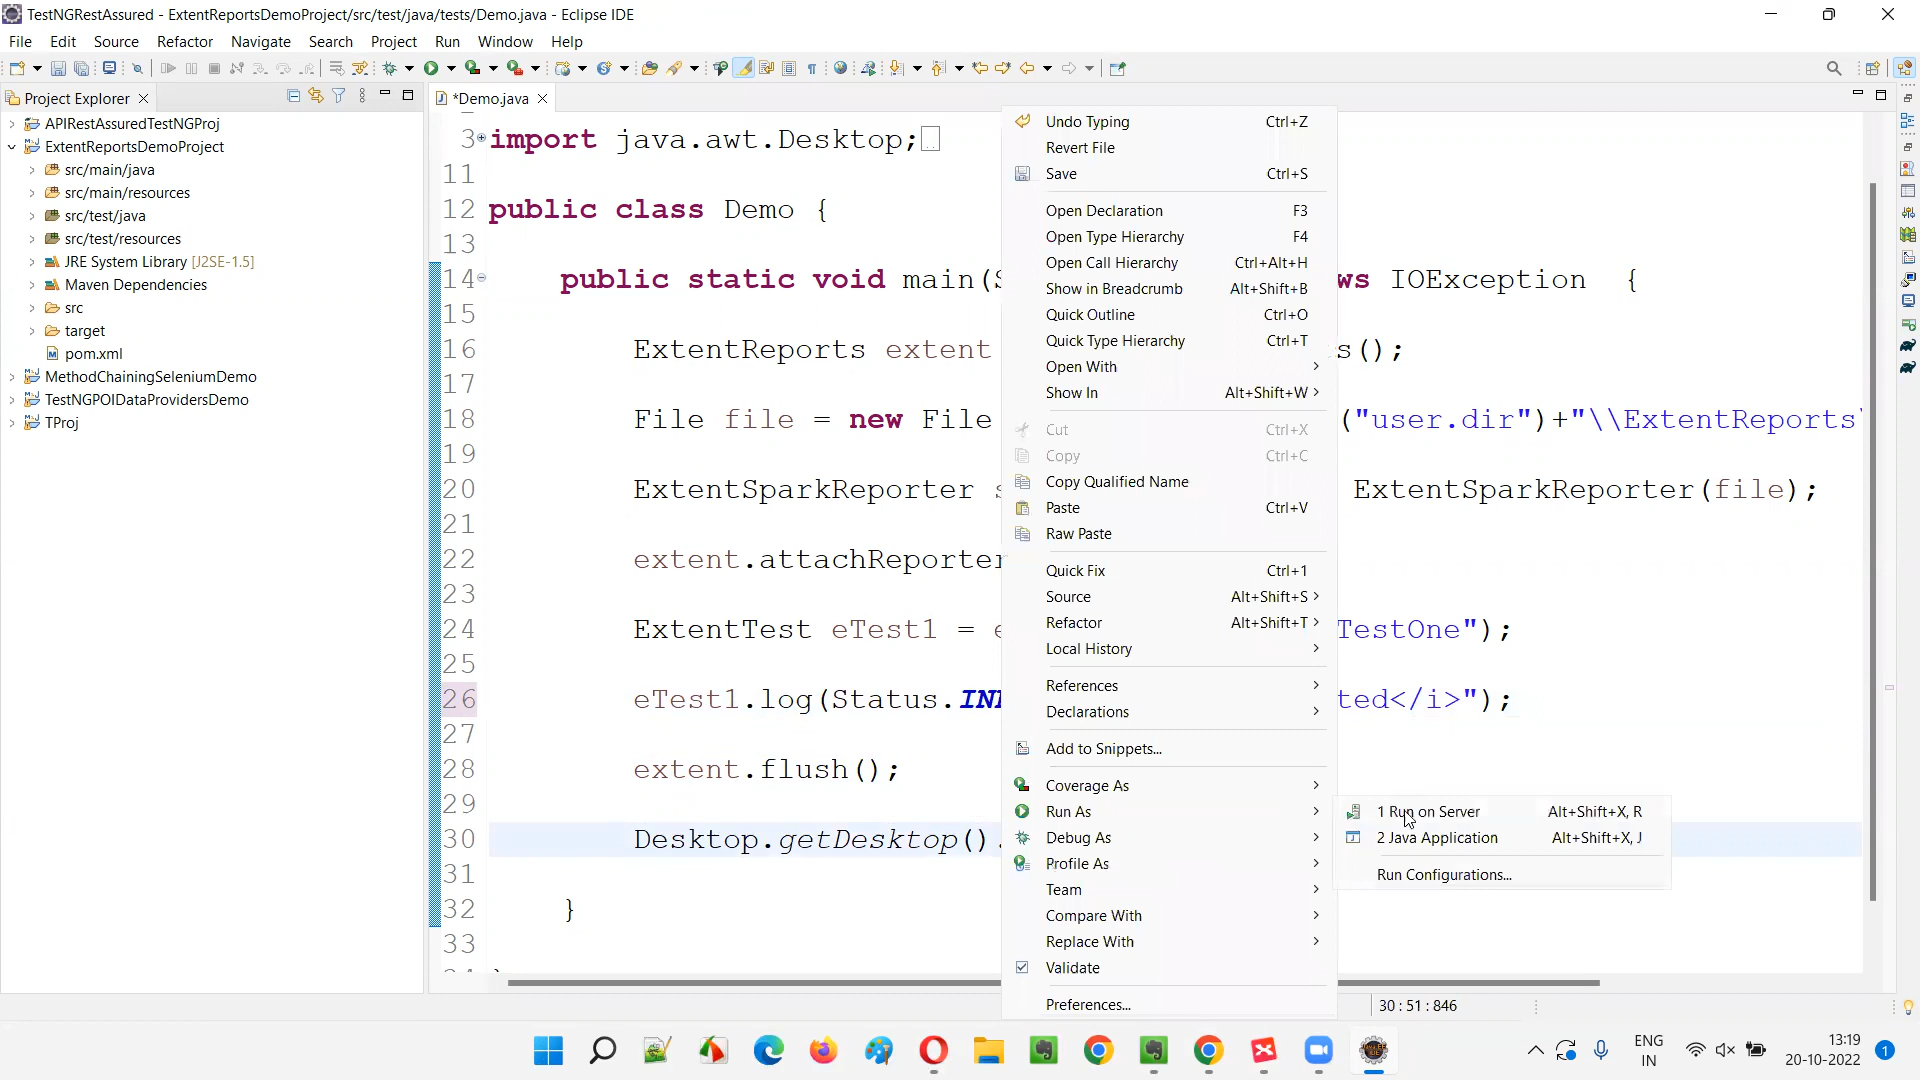 TestNGRestAssured - ExtentReportsDemoProject/src/test/java/tests/Demo.java - Eclipse IDE
File Edit Source Refactor Navigate Search Project Run Window Help
Project Explorer
APIRestAssuredTestNGProj
ExtentReportsDemoProject
src/main/java
src/main/resources
src/test/java
src/test/resources
JRE System Library [J2SE-1.5]
Maven Dependencies
src
target
pom.xml
MethodChainingSeleniumDemo
TestNGPOIDataProvidersDemo
TProj
*Demo.java
3 import java.awt.Desktop;
11
12 public class Demo {
13
14 public static void main( ws IOException {
15
16 ExtentReports extent s();
17
18 File file = new File ("user.dir")+"\\ExtentReports
19
20 ExtentSparkReporter ExtentSparkReporter(file);
21
22 extent.attachReporter
23
24 ExtentTest eTest1 = TestOne");
25
26 eTest1.log(Status. ted</i>");
27
28 extent.flush();
29
30 Desktop.getDesktop()
31
32 }
33
Undo Typing Ctrl+Z
Revert File
Save Ctrl+S
Open Declaration F3
Open Type Hierarchy F4
Open Call Hierarchy Ctrl+Alt+H
Show in Breadcrumb Alt+Shift+B
Quick Outline Ctrl+O
Quick Type Hierarchy Ctrl+T
Open With
Show In Alt+Shift+W
Cut Ctrl+X
Copy Ctrl+C
Copy Qualified Name
Paste Ctrl+V
Raw Paste
Quick Fix Ctrl+1
Source Alt+Shift+S
Refactor Alt+Shift+T
Local History
References
Declarations
Add to Snippets...
Coverage As
Run As
Debug As
Profile As
Team
Compare With
Replace With
Validate
Preferences...
1 Run on Server Alt+Shift+X, R
2 Java Application Alt+Shift+X, J
Run Configurations...
30 : 51 : 846
ENG
IN
13:19
20-10-2022
1